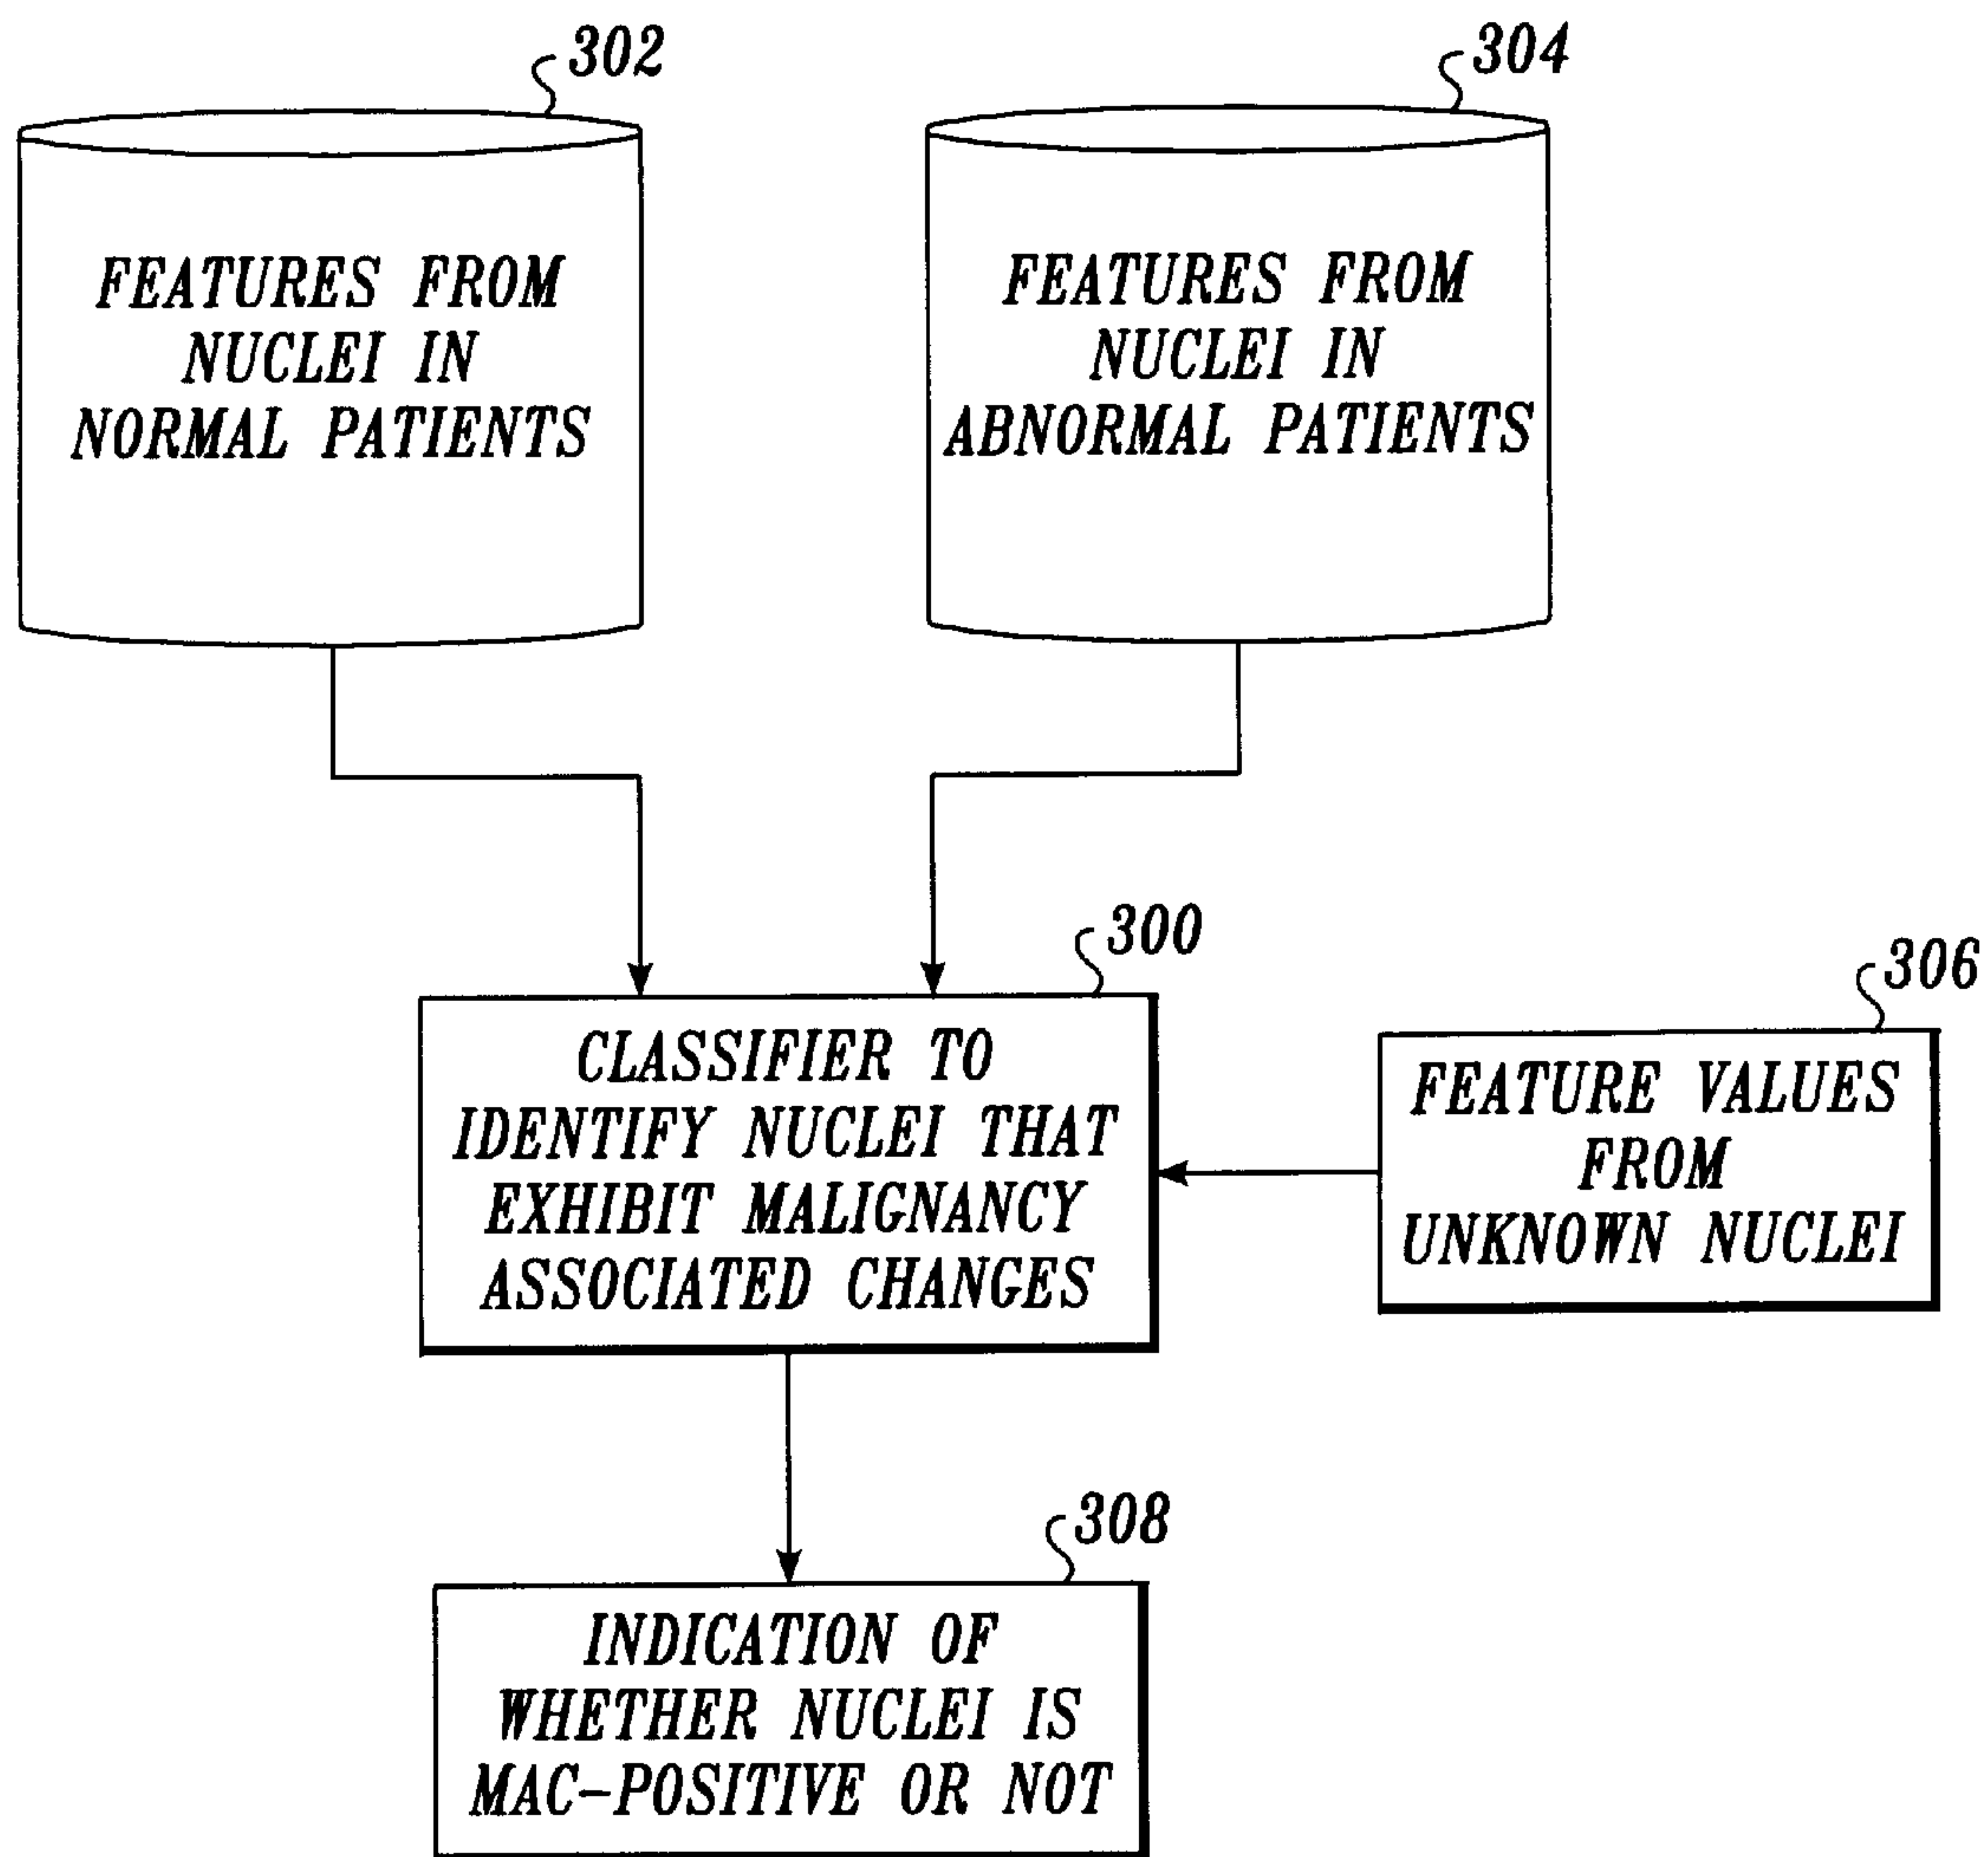 302
FEATURES FROM
NUCLEI IN
NORMAL PATIENTS
304
FEATURES FROM
NUCLEI IN
ABNORMAL PATIENTS
300
CLASSIFIER TO
IDENTIFY NUCLEI THAT
EXHIBIT MALIGNANCY
ASSOCIATED CHANGES
306
FEATURE VALUES
FROM
UNKNOWN NUCLEI
308
INDICATION OF
WHETHER NUCLEI IS
MAC-POSITIVE OR NOT